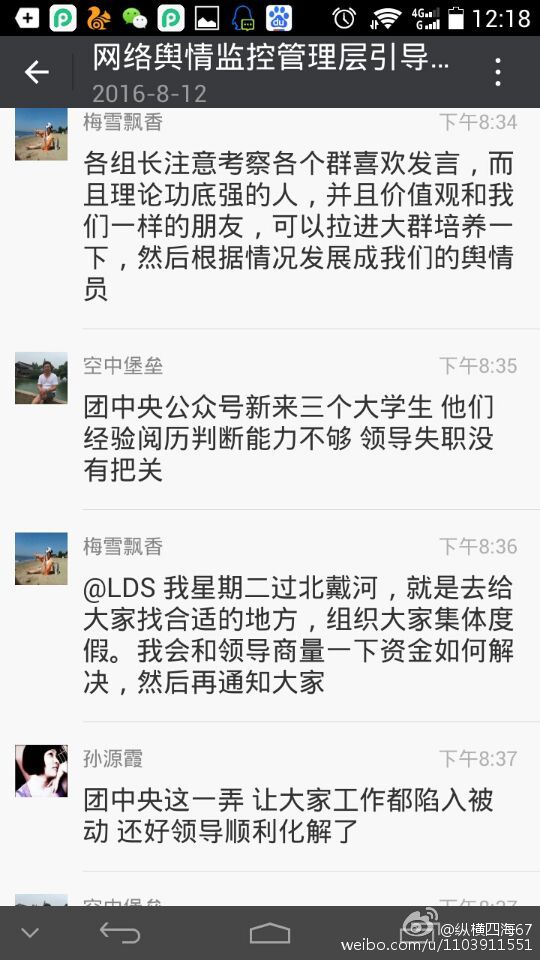 4G
G
12:18
网络舆情监控管理层引导…
2016-8-12
梅雪飘香
下午8:34
各组长注意考察各个群喜欢发言，而
且理论功底强的人，并且价值观和我
们一样的朋友，可以拉进大群培养一
下，然后根据情况发展成我们的舆情
员
空中堡垒
下午8:35
团中央公众号新来三个大学生 他们
经验阅历判断能力不够 领导失职没
有把关
梅雪飘香
下午8:36
@LDS 我星期二过北戴河，就是去给
大家找合适的地方，组织大家集体度
假。我会和领导商量一下资金如何解
决，然后再通知大家
孙源霞
下午8:37
团中央这一弄 让大家工作都陷入被
动 还好领导顺利化解了
空中堡垒
下午8:37
@纵横四海67
weibo.com/u/1103911551